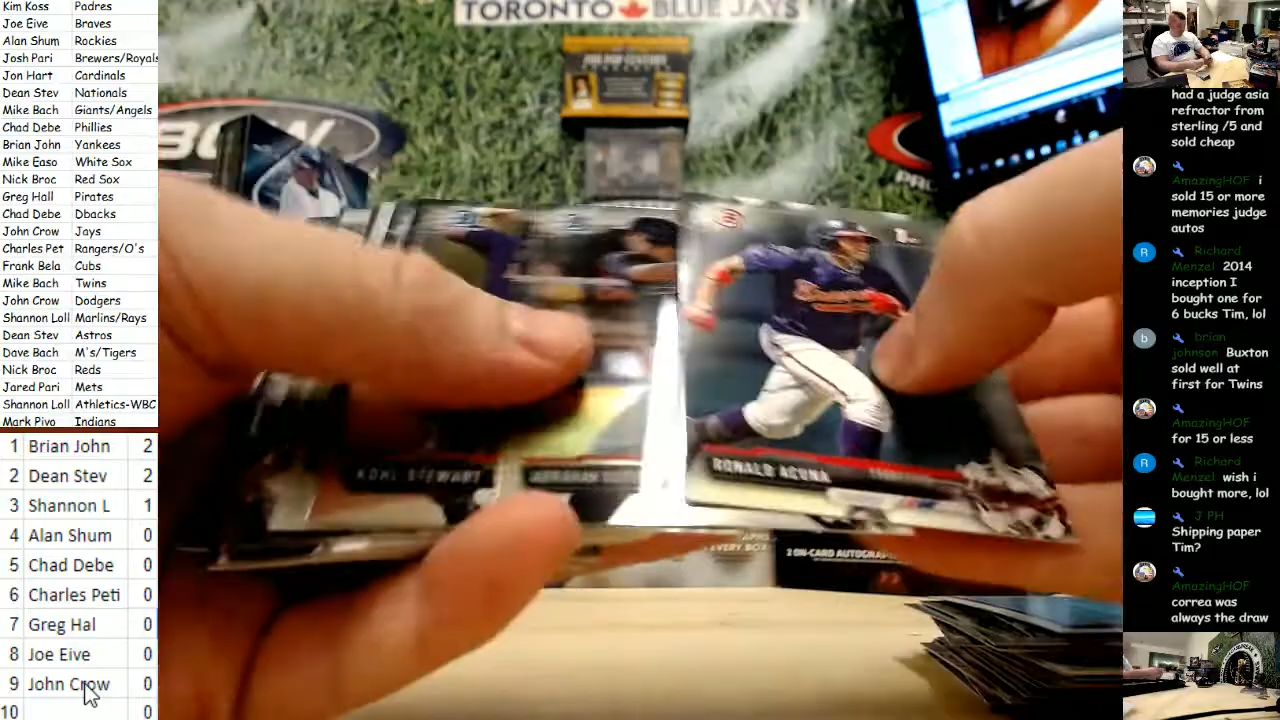 Kim Koss Padres
Joe Eive Braves
Alan Shum Rockies
Josh Pari Brewers/Royals
Jon Hart Cardinals
Dean Stev Nationals
Mike Bach Giants/Angels
Chad Debe Phillies
Brian John Yankees
Mike Easo White Sox
Nick Broc Red Sox
Greg Hall Pirates
Chad Debe Dbacks
John Crow Jays
Charles Pet Rangers/O's
Frank Bela Cubs
Mike Bach Twins
John Crow Dodgers
Shannon Loll Marlins/Rays
Dean Stev Astros
Dave Bach M's/Tigers
Nick Broc Reds
Jared Pari Mets
Shannon Loll Athletics-WBC
Mark Pivo Indians
1 Brian John 2
2 Dean Stev 2
3 Shannon L 1
4 Alan Shum 0
5 Chad Debe 0
6 Charles Peti 0
7 Greg Hal 0
8 Joe Eive 0
9 John Crow 0
10 0
TORONTO BLUE JAYS
KOHL STEWART
RONALD ACUNA
2 ON-CARD AUTOGRA
had a judge asia
refractor from
sterling /5 and
sold cheap
AmazingHOF i
sold 15 or more
memories judge
autos
Richard
Menzel 2014
inception I
bought one for
6 bucks Tim, lol
brian
johnson Buxton
sold well at
first for Twins
AmazingHOF
for 15 or less
Richard
Menzel wish i
bought more, lol
J PH
Shipping paper
Tim?
AmazingHOF
correa was
always the draw